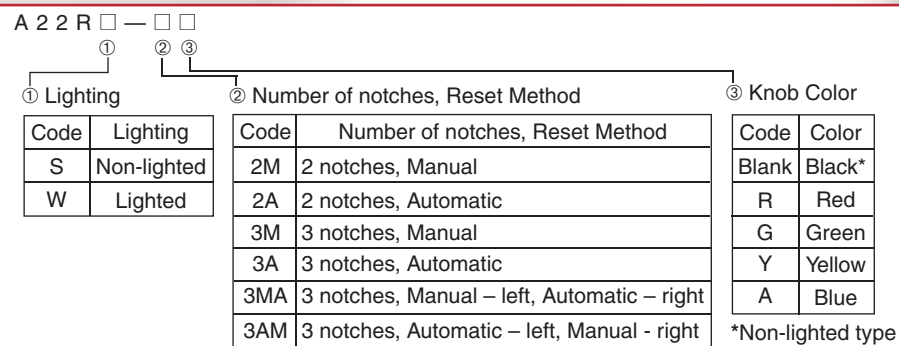 A22R□—□□
① ② ③
① Lighting
Code Lighting
S Non-lighted
W Lighted
② Number of notches, Reset Method
Code Number of notches, Reset Method
2M 2 notches, Manual
2A 2 notches, Automatic
3M 3 notches, Manual
3A 3 notches, Automatic
3MA 3 notches, Manual – left, Automatic – right
3AM 3 notches, Automatic – left, Manual - right
③ Knob Color
Code Color
Blank Black*
R Red
G Green
Y Yellow
A Blue
*Non-lighted type